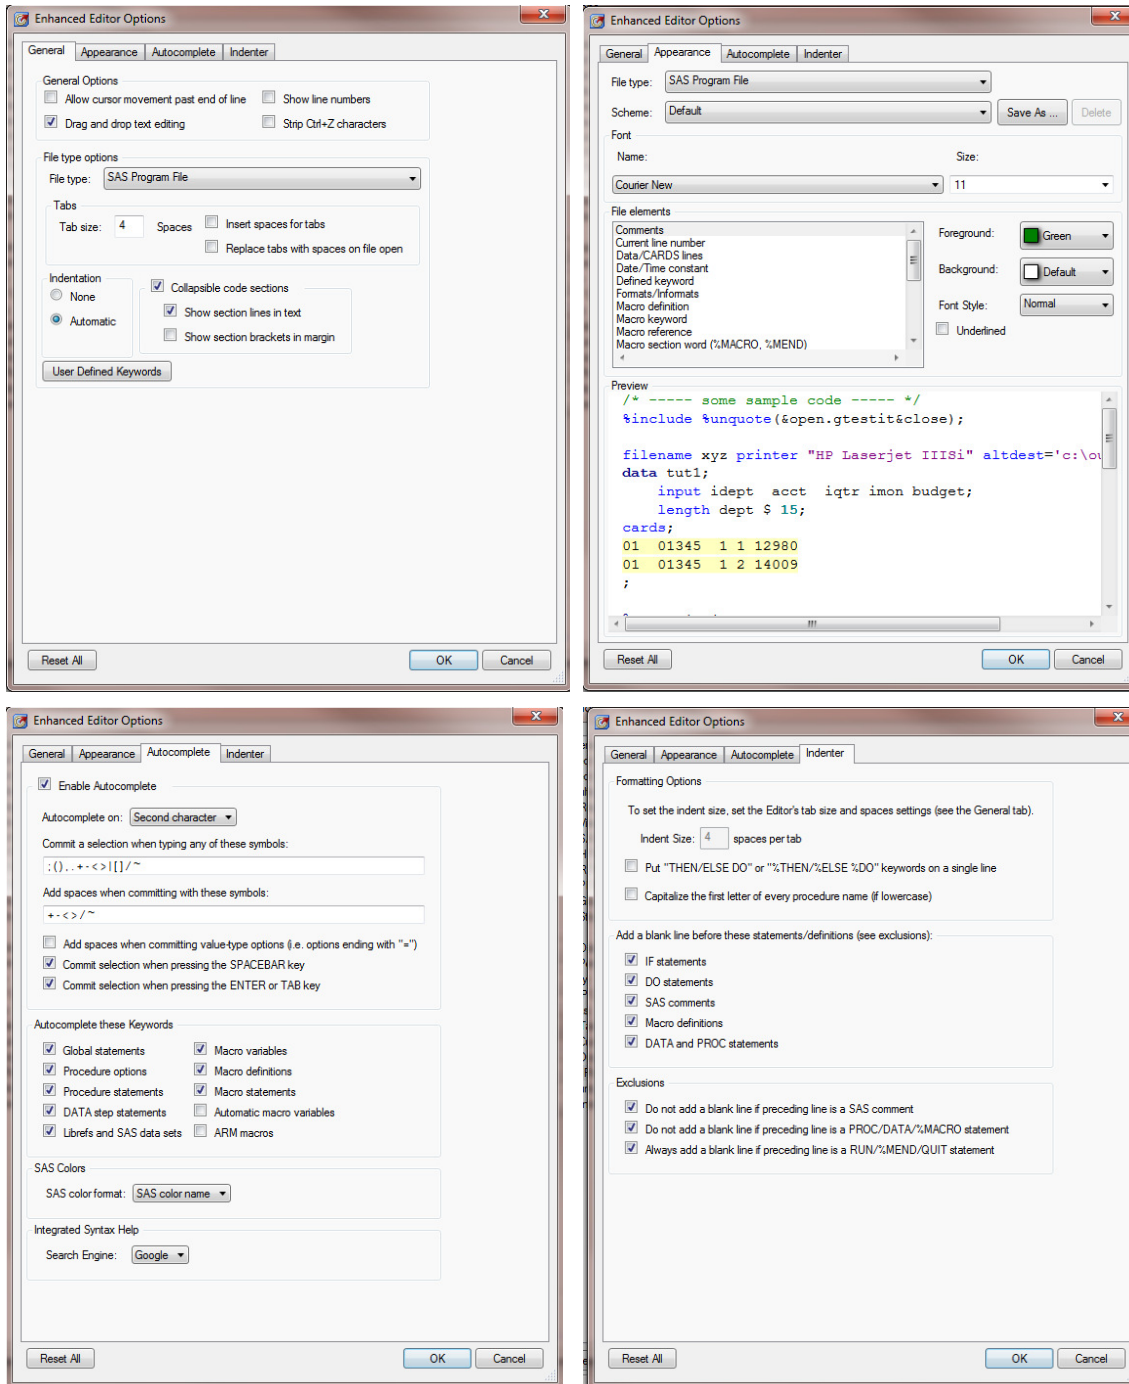 Enhanced Editor Options
General Appearance Autocomplete Indenter
General Options
Allow cursor movement past end of line Show line numbers
Drag and drop text editing Strip Ctrl+Z characters
File type options
File type: SAS Program File
Tabs
Tab size: 4 Spaces Insert spaces for tabs
Replace tabs with spaces on file open
Indentation
None
Automatic
Collapsible code sections
Show section lines in text
Show section brackets in margin
User Defined Keywords
Reset All OK Cancel
Enhanced Editor Options
General Appearance Autocomplete Indenter
File type: SAS Program File
Scheme: Default Save As ... Delete
Font
Name: Size:
Courier New 11
File elements
Comments
Current line number
Data/CARDS lines
Date/Time constant
Defined keyword
Formats/Informats
Macro definition
Macro keyword
Macro reference
Macro section word (%MACRO, %MEND)
Foreground: Green
Background: Default
Font Style: Normal
Underlined
Preview
/* ----- some sample code ----- */
%include %unquote(&open.gtestit&close);
filename xyz printer "HP Laserjet IIISi" altdest='c:\ou
data tut1;
input idept acct iqtr imon budget;
length dept $ 15;
cards;
01 01345 1 1 12980
01 01345 1 2 14009
;
Reset All OK Cancel
Enhanced Editor Options
General Appearance Autocomplete Indenter
Enable Autocomplete
Autocomplete on: Second character
Commit a selection when typing any of these symbols:
;(),.+-<>|[]/~
Add spaces when committing with these symbols:
+-<>/~
Add spaces when committing value-type options (i.e. options ending with "=")
Commit selection when pressing the SPACEBAR key
Commit selection when pressing the ENTER or TAB key
Autocomplete these Keywords
Global statements Macro variables
Procedure options Macro definitions
Procedure statements Macro statements
DATA step statements Automatic macro variables
Librefs and SAS data sets ARM macros
SAS Colors
SAS color format: SAS color name
Integrated Syntax Help
Search Engine: Google
Reset All OK Cancel
Enhanced Editor Options
General Appearance Autocomplete Indenter
Formatting Options
To set the indent size, set the Editor's tab size and spaces settings (see the General tab).
Indent Size: 4 spaces per tab
Put "THEN/ELSE DO" or "%THEN/%ELSE %DO" keywords on a single line
Capitalize the first letter of every procedure name (if lowercase)
Add a blank line before these statements/definitions (see exclusions):
IF statements
DO statements
SAS comments
Macro definitions
DATA and PROC statements
Exclusions
Do not add a blank line if preceding line is a SAS comment
Do not add a blank line if preceding line is a PROC/DATA/%MACRO statement
Always add a blank line if preceding line is a RUN/%MEND/QUIT statement
Reset All OK Cancel